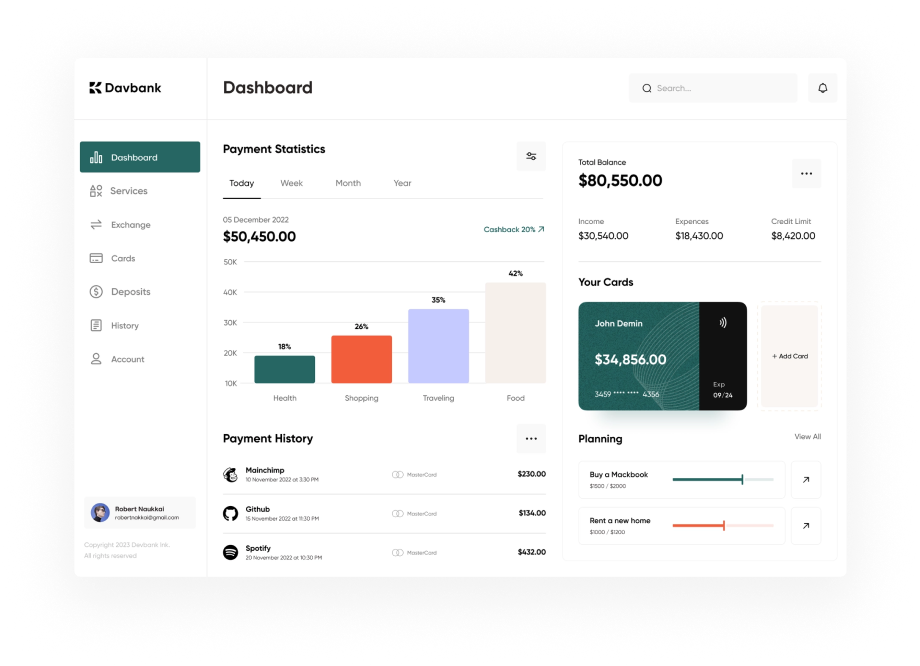 Davbank
Dashboard
Search...
Dashboard
Services
Exchange
Cards
Deposits
History
Account
Robert Naukkai
robertnakkai@gmail.com
Copyright 2023 Devbank Ink.
All rights reserved
Payment Statistics
Today Week Month Year
05 December 2022
$50,450.00
Cashback 20%
50K
40K
30K
20K
10K
18%
26%
35%
42%
Health Shopping Traveling Food
Payment History
Mainchimp
10 November 2022 at 3:30 PM
MasterCard
$230.00
Github
15 November 2022 at 11:30 PM
MasterCard
$134.00
Spotify
20 November 2022 at 10:30 PM
MasterCard
$432.00
Total Balance
$80,550.00
Income Expences Credit Limit
$30,540.00 $18,430.00 $8,420.00
Your Cards
John Demin
$34,856.00
3459 **** **** 4356
Exp
09/24
+ Add Card
Planning
View All
Buy a Mackbook
$1500 / $2000
Rent a new home
$1000 / $1200